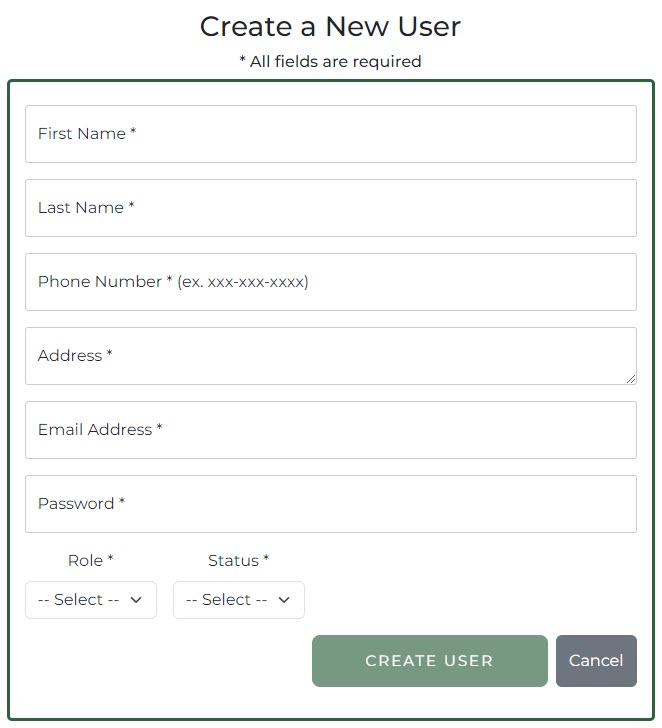 Create a New User
* All fields are required
First Name *
Last Name *
Phone Number * (ex. xxx-xxx-xxxx)
Address *
Email Address *
Password *
Role * Status *
-- Select -- -- Select --
CREATE USER Cancel